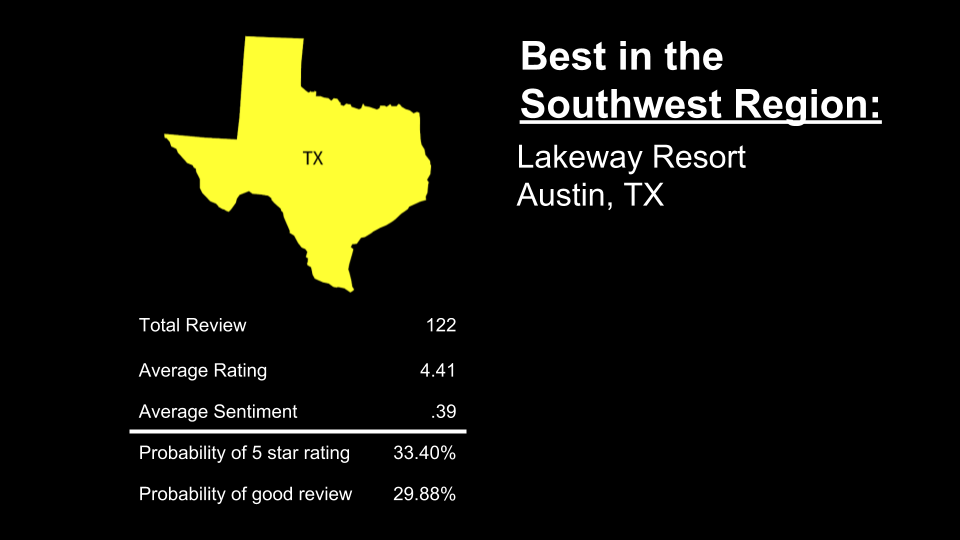 Best in the
Southwest Region:
Lakeway Resort
Austin, TX
TX
Total Review 122
Average Rating 4.41
Average Sentiment .39
Probability of 5 star rating 33.40%
Probability of good review 29.88%